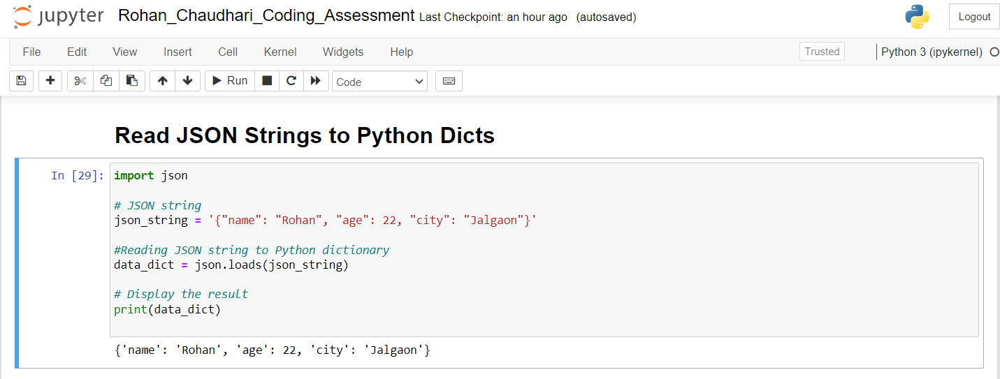 jupyter Rohan_Chaudhari_Coding_Assessment Last Checkpoint: an hour ago (autosaved) Logout
File Edit View Insert Cell Kernel Widgets Help Trusted Python 3 (ipykernel)
Run Code
Read JSON Strings to Python Dicts
In [29]: import json
# JSON string
json_string = '{"name": "Rohan", "age": 22, "city": "Jalgaon"}'
#Reading JSON string to Python dictionary
data_dict = json.loads(json_string)
# Display the result
print(data_dict)
{'name': 'Rohan', 'age': 22, 'city': 'Jalgaon'}